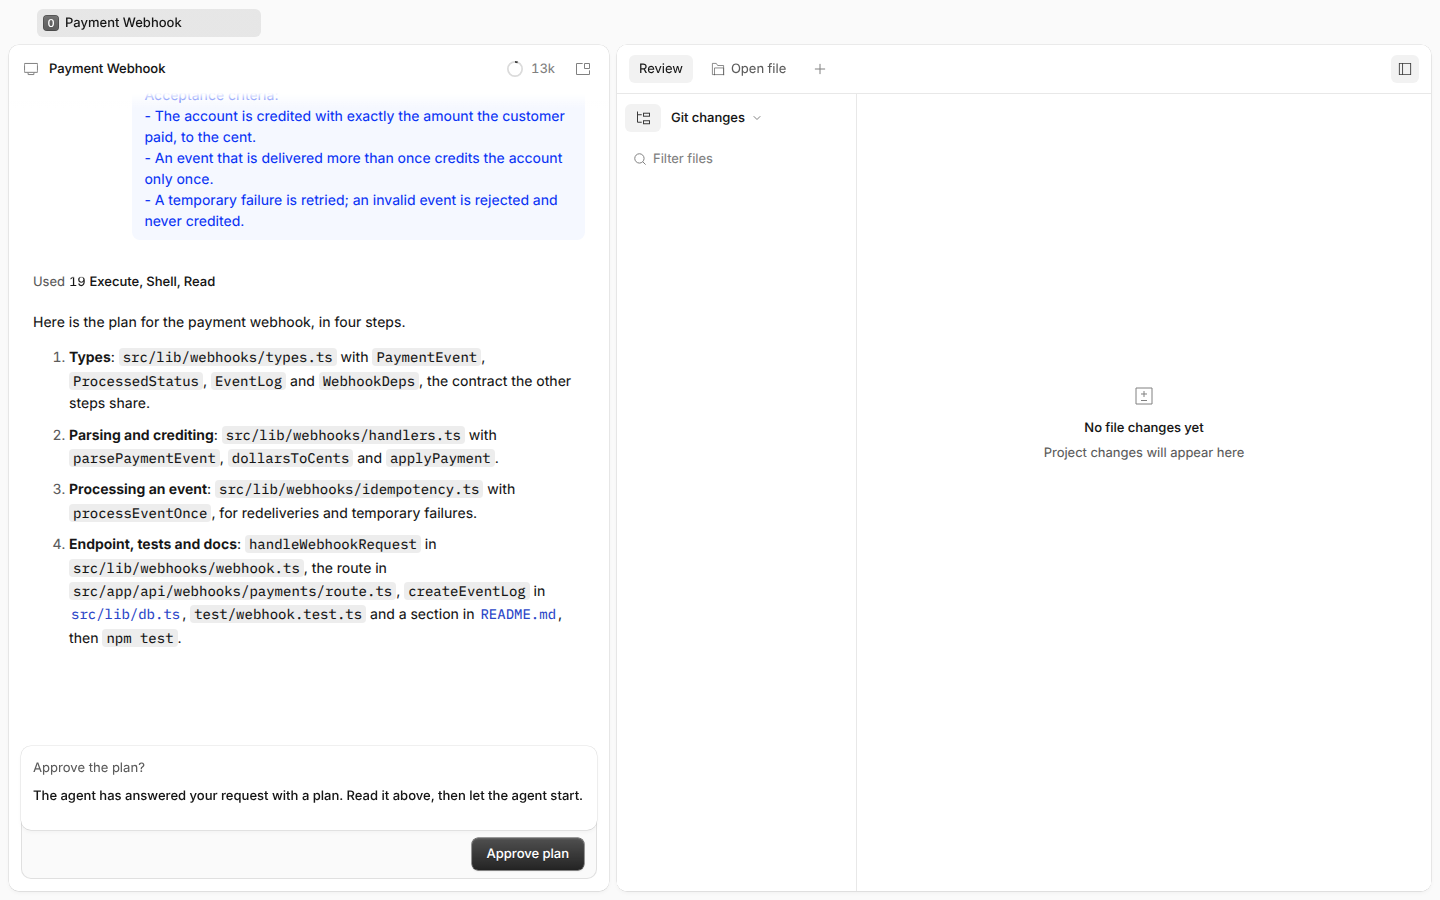 0 Payment Webhook
Payment Webhook
13k
Acceptance criteria:
- The account is credited with exactly the amount the customer
paid, to the cent.
- An event that is delivered more than once credits the account
only once.
- A temporary failure is retried; an invalid event is rejected and
never credited.
Used 19 Execute, Shell, Read
Here is the plan for the payment webhook, in four steps.
1. Types: src/lib/webhooks/types.ts with PaymentEvent,
ProcessedStatus, EventLog and WebhookDeps, the contract the other
steps share.
2. Parsing and crediting: src/lib/webhooks/handlers.ts with
parsePaymentEvent, dollarsToCents and applyPayment.
3. Processing an event: src/lib/webhooks/idempotency.ts with
processEventOnce, for redeliveries and temporary failures.
4. Endpoint, tests and docs: handleWebhookRequest in
src/lib/webhooks/webhook.ts, the route in
src/app/api/webhooks/payments/route.ts, createEventLog in
src/lib/db.ts, test/webhook.test.ts and a section in README.md,
then npm test.
Approve the plan?
The agent has answered your request with a plan. Read it above, then let the agent start.
Approve plan
Review
Open file
Git changes
Filter files
No file changes yet
Project changes will appear here